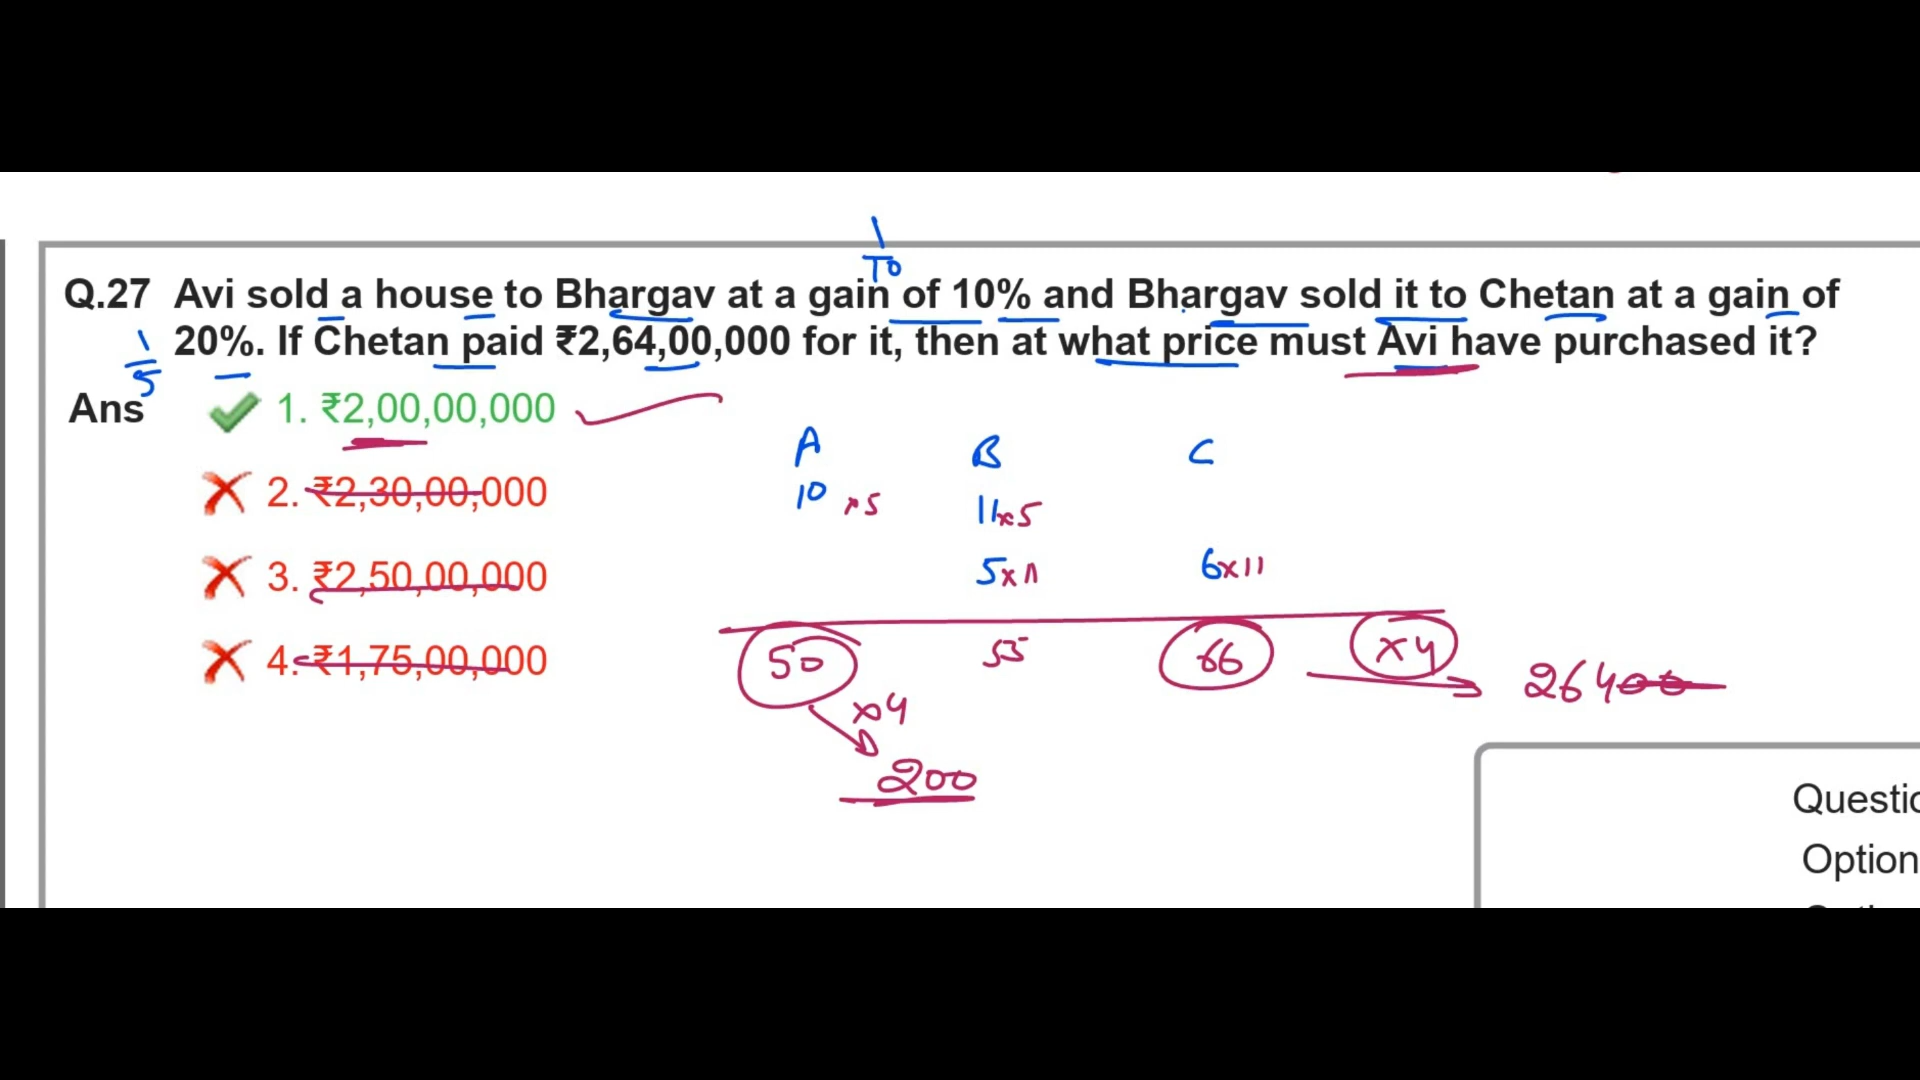 1
10
Q.27 Avi sold a house to Bhargav at a gain of 10% and Bhargav sold it to Chetan at a gain of
1
5
20%. If Chetan paid ₹2,64,00,000 for it, then at what price must Avi have purchased it?
Ans 1. ₹2,00,00,000
A B C
2. ₹2,30,00,000
10 ×5 11×5
3. ₹2,50,00,000
5×11 6×11
4. ₹1,75,00,000
50 55 66 ×4 26400
×4
200
Questio
Option